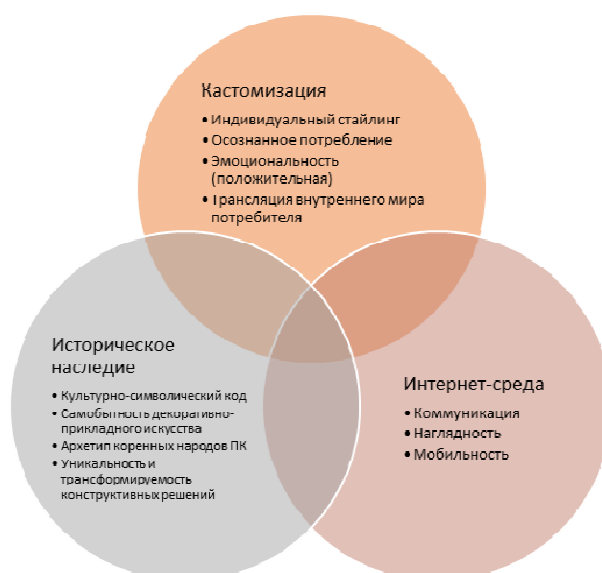 Кастомизация
• Индивидуальный стайлинг
• Осознанное потребление
• Эмоциональность
(положительная)
• Трансляция внутреннего мира
потребителя
Историческое
наследие
• Культурно-символический код
• Самобытность декоративно-
прикладного искусства
• Архетип коренных народов ПК
• Уникальность и
трансформируемость
конструктивных решений
Интернет-среда
• Коммуникация
• Наглядность
• Мобильность